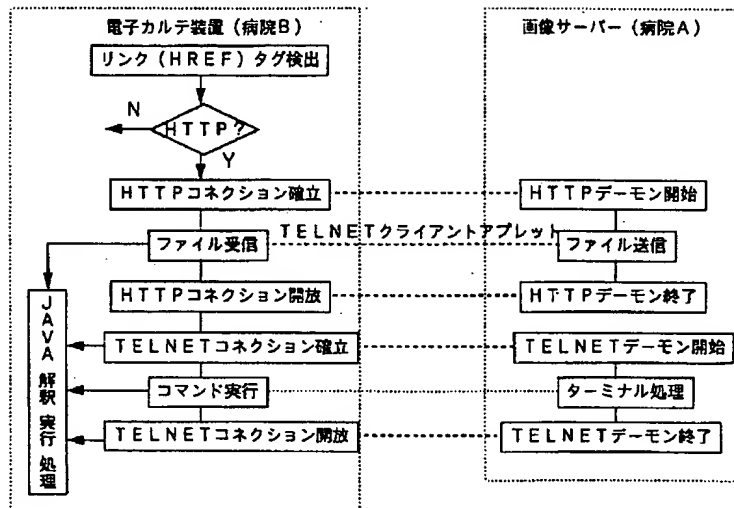 電子カルテ装置（病院B）
画像サーバー（病院A）
リンク（HREF）タグ検出
N
HTTP？
Y
HTTPコネクション確立
HTTPデーモン開始
TELNETクライアントアプレット
ファイル受信
ファイル送信
HTTPコネクション開放
HTTPデーモン終了
JAVA解釈実行処理
TELNETコネクション確立
TELNETデーモン開始
コマンド実行
ターミナル処理
TELNETコネクション開放
TELNETデーモン終了